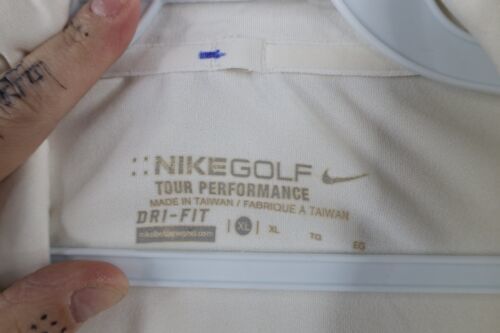 ::NIKEGOLF
TOUR PERFORMANCE
MADE IN TAIWAN / FABRIQUÉ À TAIWAN
DRI-FIT XL XL TG EG